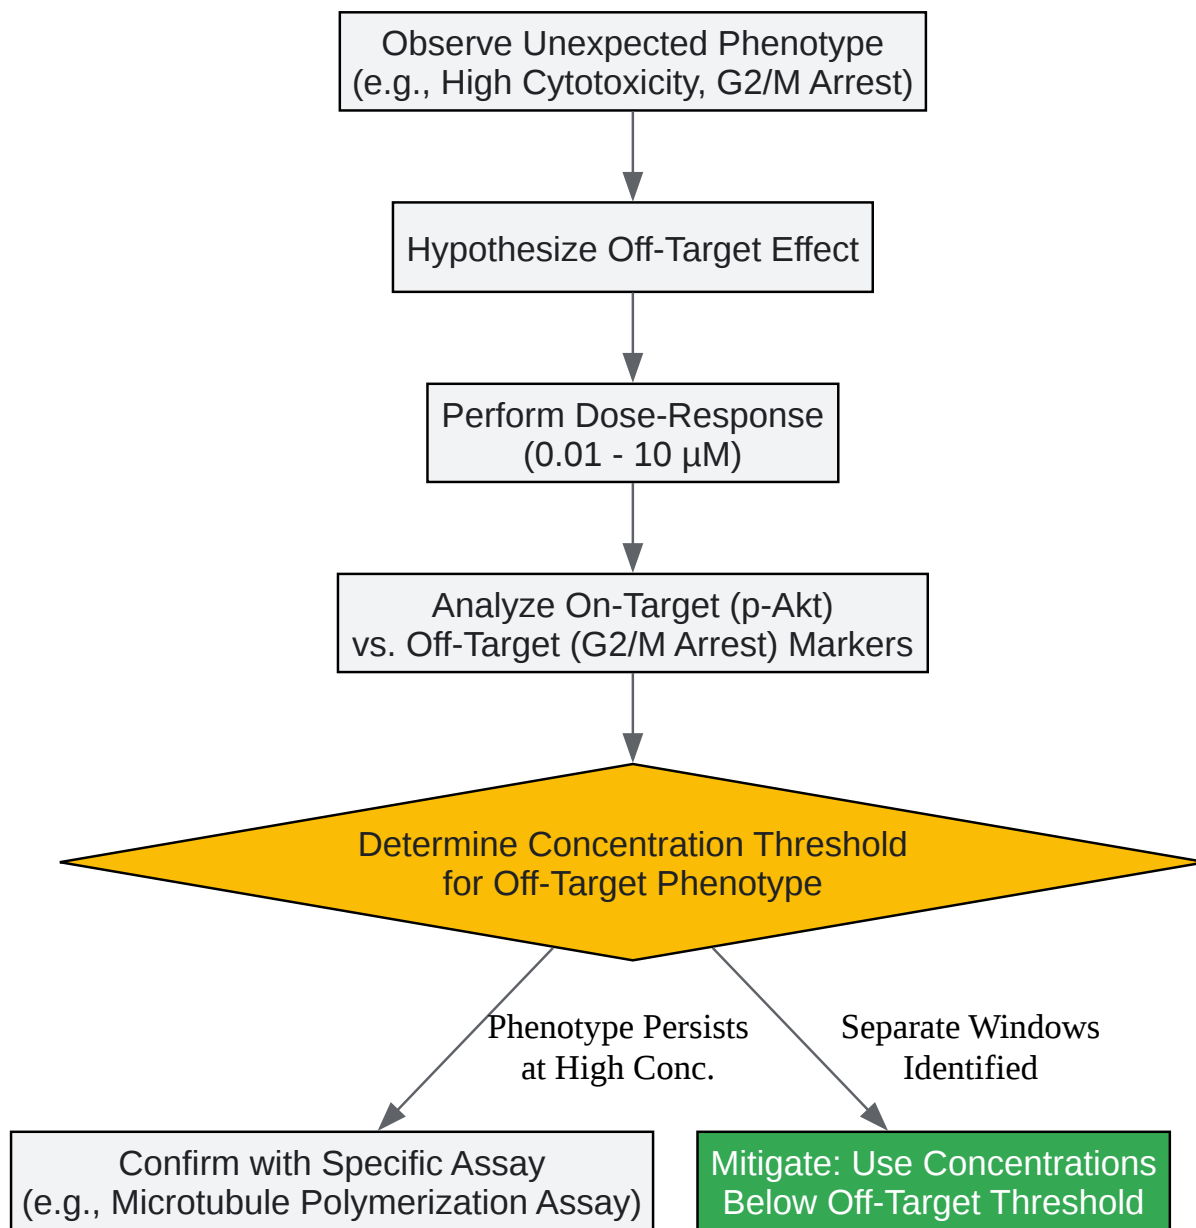 Observe Unexpected Phenotype
(e.g., High Cytotoxicity, G2/M Arrest)
Hypothesize Off-Target Effect
Perform Dose-Response
(0.01 - 10 µM)
Analyze On-Target (p-Akt)
vs. Off-Target (G2/M Arrest) Markers
Determine Concentration Threshold
for Off-Target Phenotype
Phenotype Persists
at High Conc.
Separate Windows
Identified
Confirm with Specific Assay
(e.g., Microtubule Polymerization Assay)
Mitigate: Use Concentrations
Below Off-Target Threshold